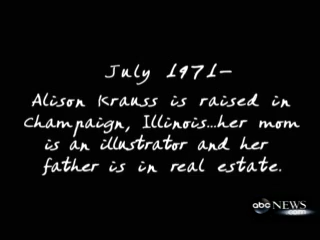 July 1971-
Alison Krauss is raised in
Champaign, Illinois...her mom
is an illustrator and her
father is in real estate.
abc NEWS
.com